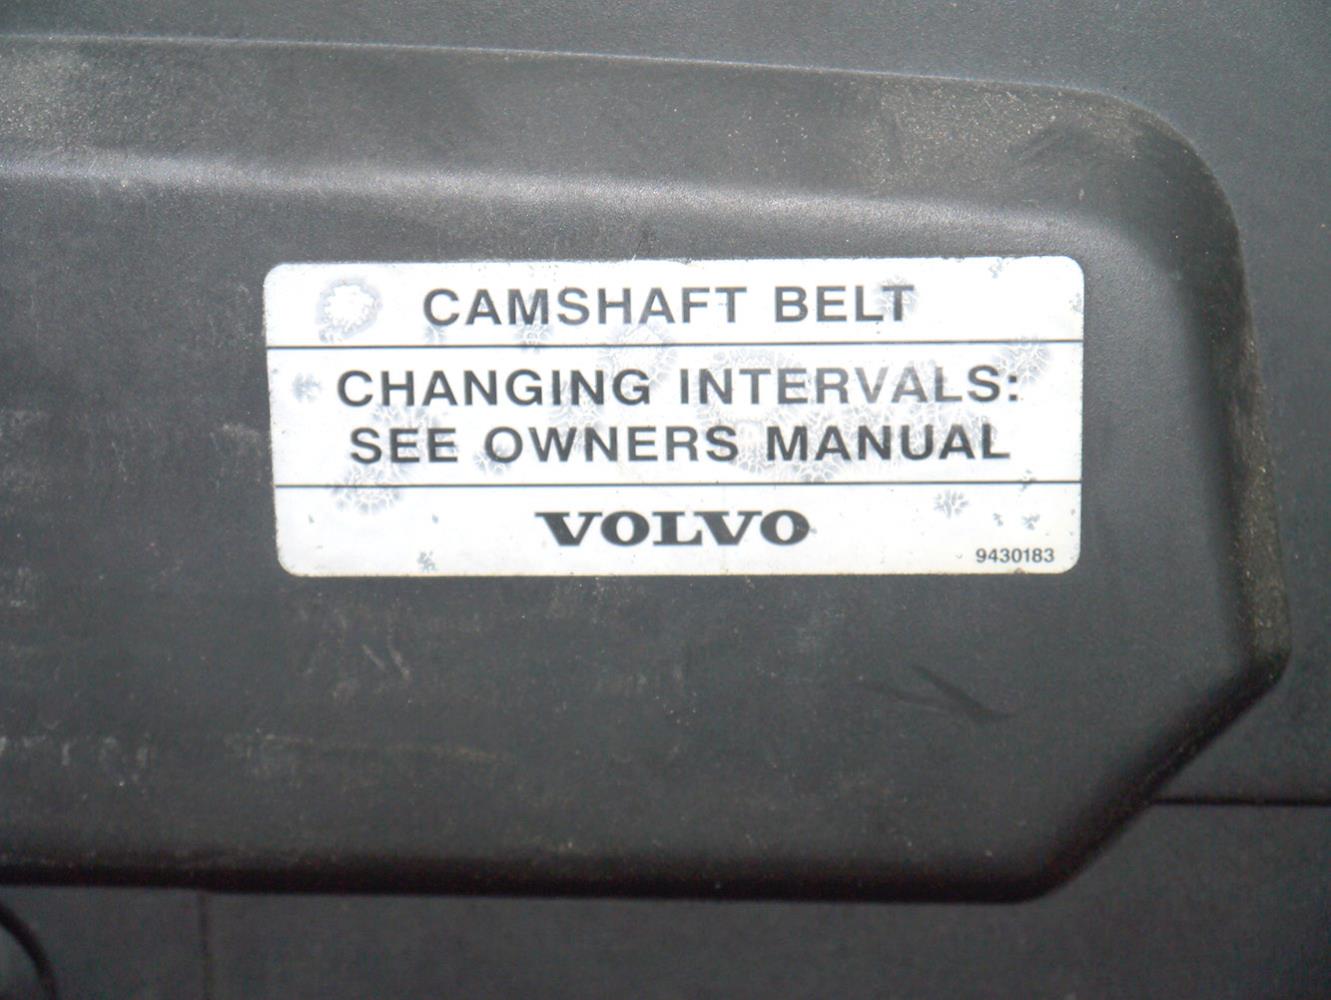 CAMSHAFT BELT
CHANGING INTERVALS:
SEE OWNERS MANUAL
VOLVO
9430183